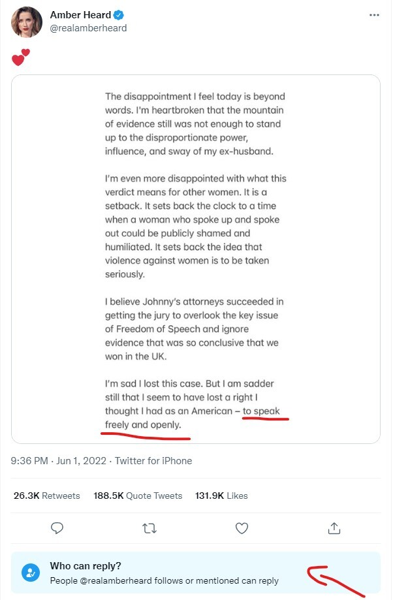 Amber Heard
@realamberheard
The disappointment I feel today is beyond
words. I'm heartbroken that the mountain
of evidence still was not enough to stand
up to the disproportionate power,
influence, and sway of my ex-husband.
I'm even more disappointed with what this
verdict means for other women. It is a
setback. It sets back the clock to a time
when a woman who spoke up and spoke
out could be publicly shamed and
humiliated. It sets back the idea that
violence against women is to be taken
seriously.
I believe Johnny's attorneys succeeded in
getting the jury to overlook the key issue
of Freedom of Speech and ignore
evidence that was so conclusive that we
won in the UK.
I'm sad I lost this case. But I am sadder
still that I seem to have lost a right I
thought I had as an American – to speak
freely and openly.
9:36 PM · Jun 1, 2022 · Twitter for iPhone
26.3K Retweets 188.5K Quote Tweets 131.9K Likes
Who can reply?
People @realamberheard follows or mentioned can reply